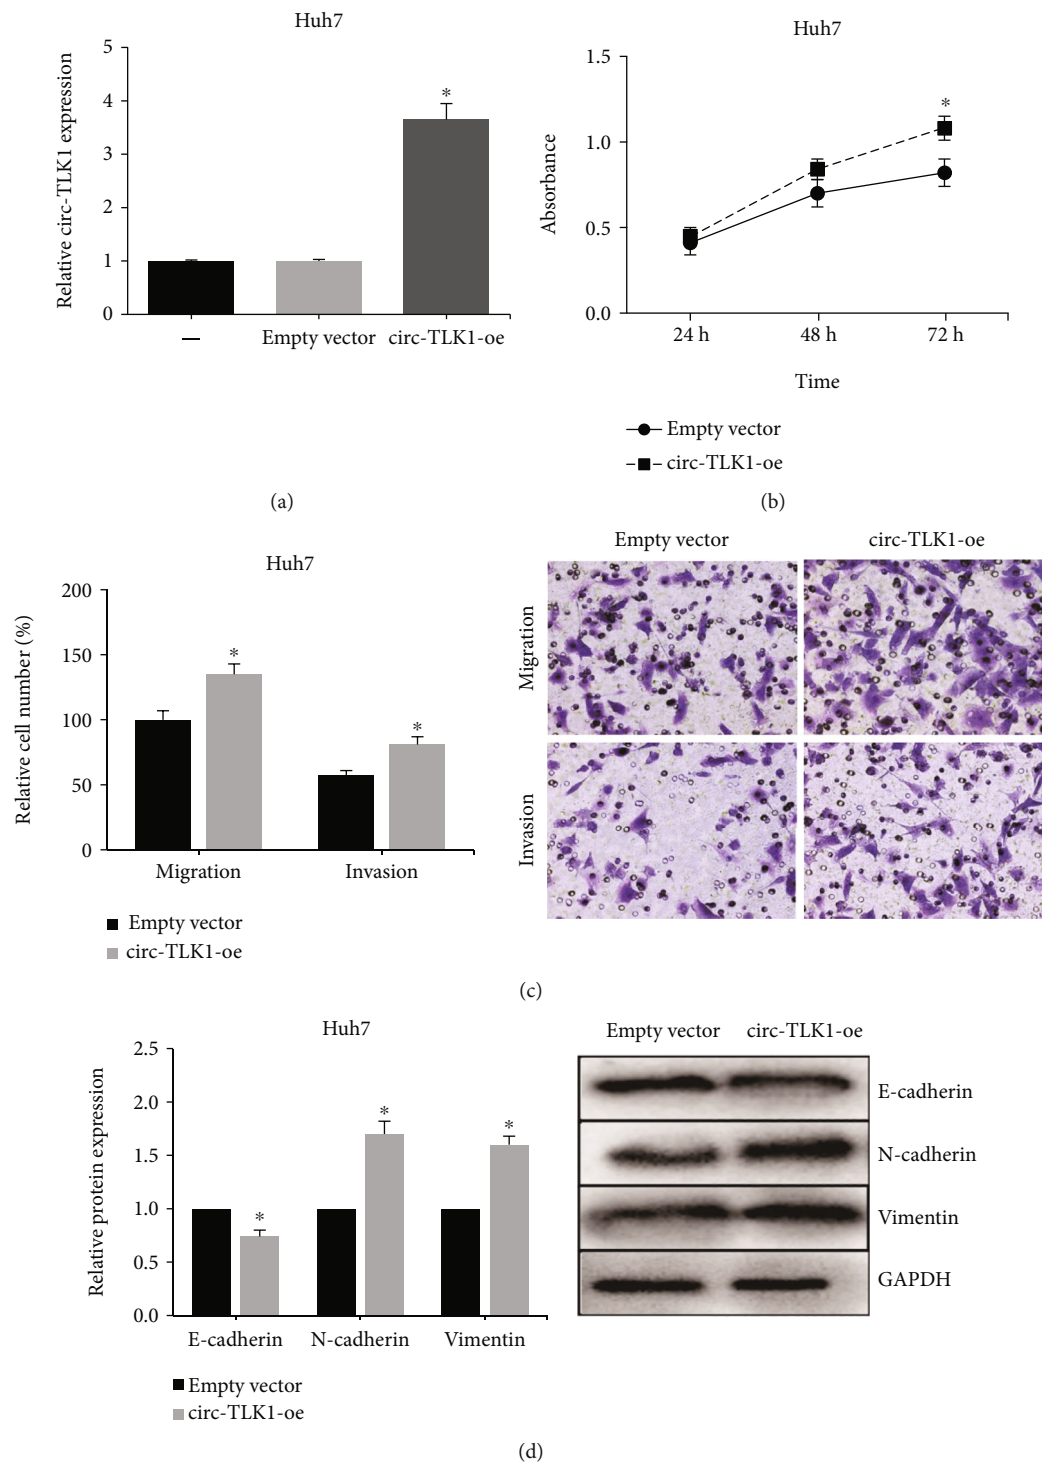 Huh7
Relative circ-TLK1 expression
5
4
3
2
1
0
*
— Empty vector circ-TLK1-oe
(a)
Huh7
Absorbance
1.5
1.0
0.5
0.0
*
24 h 48 h 72 h
Time
Empty vector
circ-TLK1-oe
(b)
Huh7
Relative cell number (%)
200
150
100
50
0
* *
Migration Invasion
Empty vector
circ-TLK1-oe
Empty vector circ-TLK1-oe
Migration
Invasion
(c)
Huh7
Relative protein expression
2.5
2.0
1.5
1.0
0.5
0.0
* * *
E-cadherin N-cadherin Vimentin
Empty vector
circ-TLK1-oe
Empty vector circ-TLK1-oe
E-cadherin
N-cadherin
Vimentin
GAPDH
(d)